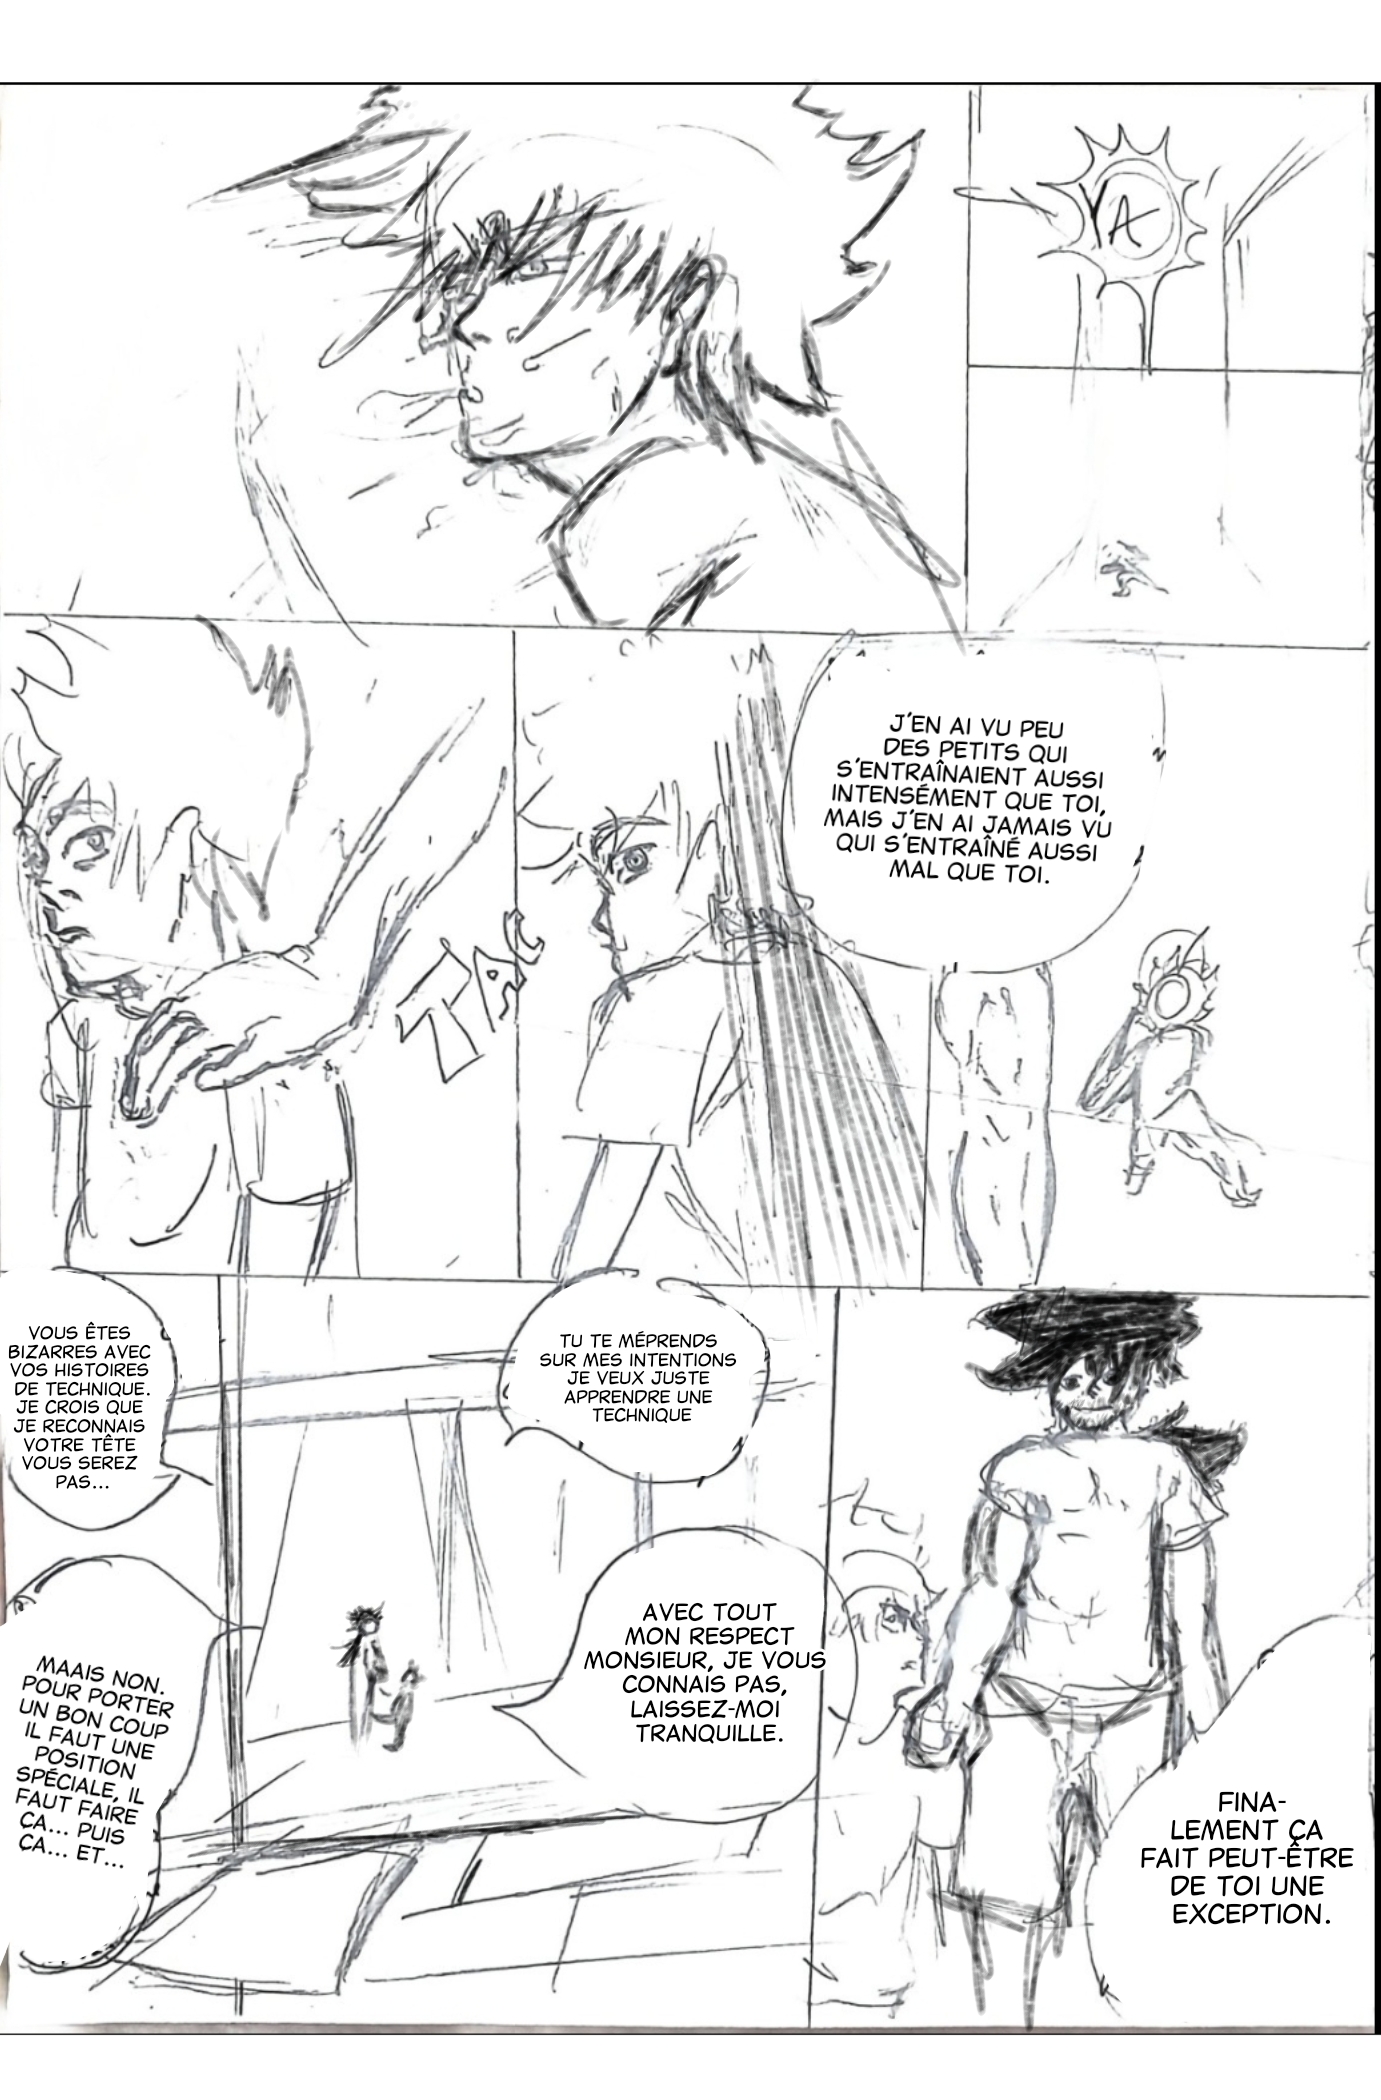 YA
J'EN AI VU PEU
DES PETITS QUI
S'ENTRAÎNAIENT AUSSI
INTENSÉMENT QUE TOI,
MAIS J'EN AI JAMAIS VU
QUI S'ENTRAÎNÉ AUSSI
MAL QUE TOI.
TAC
FINA-
LEMENT ÇA
FAIT PEUT-ÊTRE
DE TOI UNE
EXCEPTION.
AVEC TOUT
MON RESPECT
MONSIEUR, JE VOUS
CONNAIS PAS,
LAISSEZ-MOI
TRANQUILLE.
TU TE MÉPRENDS
SUR MES INTENTIONS
JE VEUX JUSTE
APPRENDRE UNE
TECHNIQUE
VOUS ÊTES
BIZARRES AVEC
VOS HISTOIRES
DE TECHNIQUE.
JE CROIS QUE
JE RECONNAIS
VOTRE TÊTE
VOUS SEREZ
PAS...
MAAIS NON.
POUR PORTER
UN BON COUP
IL FAUT UNE
POSITION
SPÉCIALE, IL
FAUT FAIRE
ÇA... PUIS
ÇA... ET...